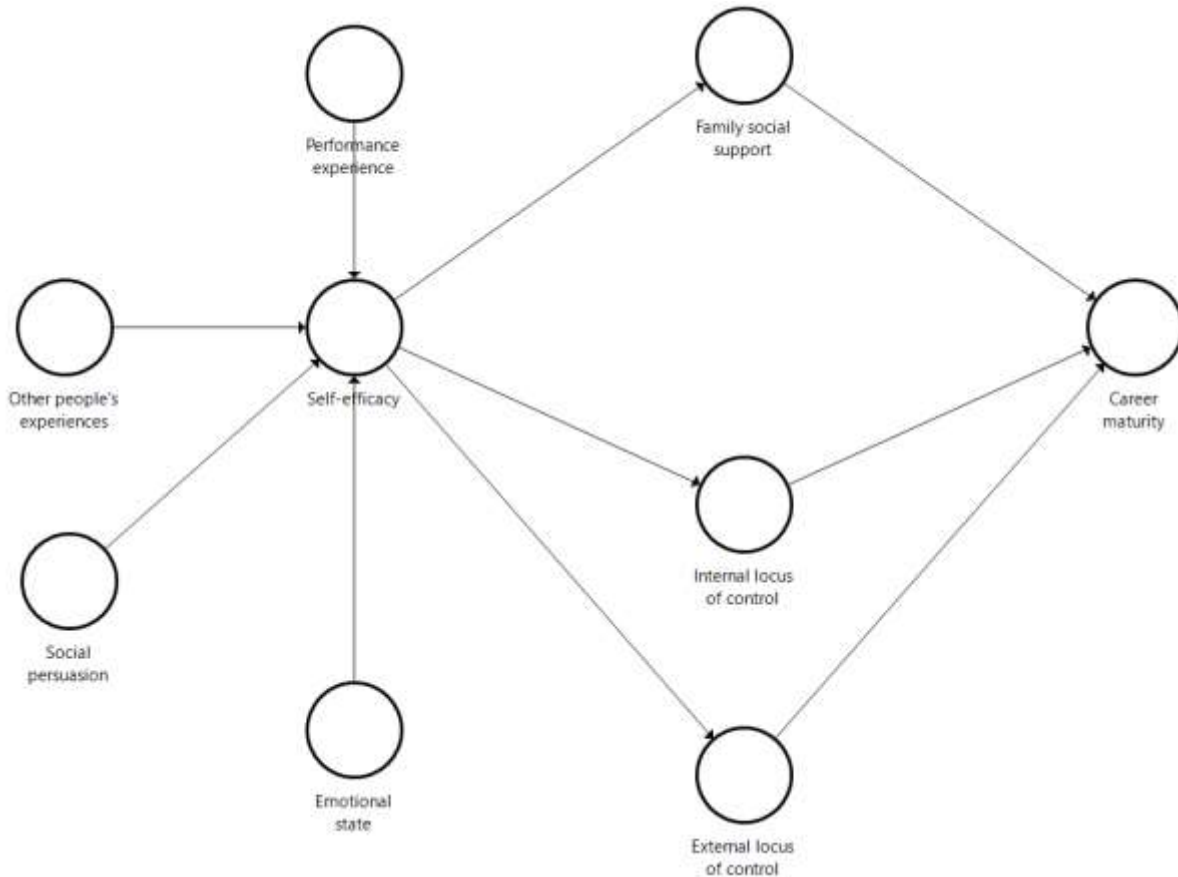 Performance
experience
Family social
support
Other people's
experiences
Self-efficacy
Career
maturity
Internal locus
of control
Social
persuasion
Emotional
state
External locus
of control